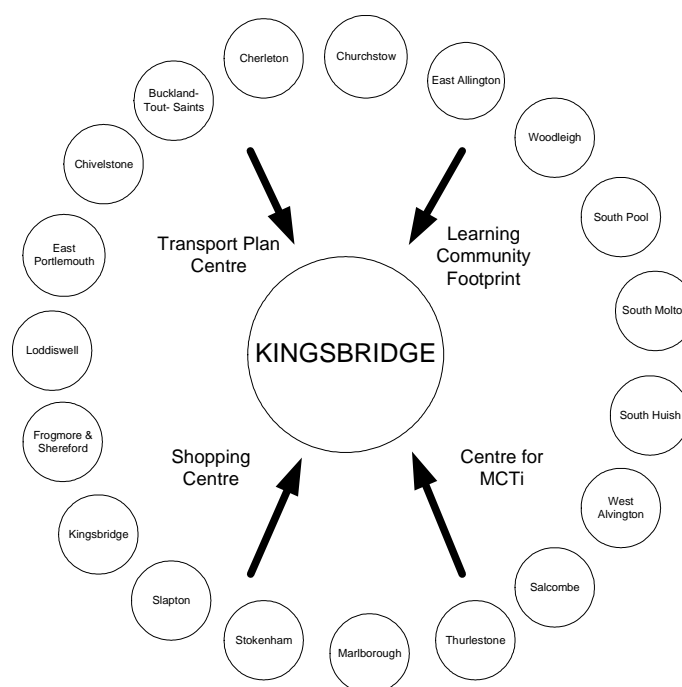 Cherleton
Churchstow
East Allington
Buckland-
Tout- Saints
Woodleigh
Chivelstone
South Pool
Transport Plan
Centre
Learning
Community
Footprint
East
Portlemouth
South Molto
KINGSBRIDGE
Loddiswell
South Huish
Frogmore &
Shereford
Shopping
Centre
Centre for
MCTi
West
Alvington
Kingsbridge
Salcombe
Slapton
Stokenham
Marlborough
Thurlestone